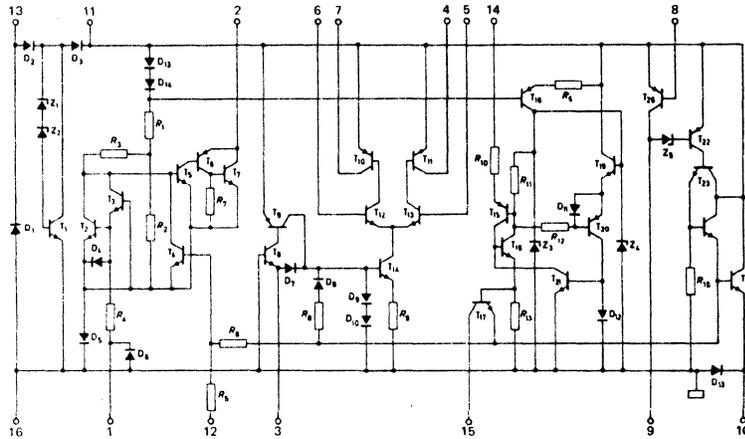 13 11 2 6 7 4 5 14 8
D₂ D₃ D₁₃
D₁₄
T₁₆ R₅ T₂₆
Z₁
Z₂ R₁
Z₅ T₂₂
R₃ T₆
T₁₀ T₁₁ R₁₀ T₁₉
T₅ T₇ R₁₁ T₂₃
T₃ R₇ D₁₁
T₉ T₁₂ T₁₃ T₁₅
D₁ T₁ T₂ R₂ R₁₂ T₂₀
T₄ T₈ T₁₈ Z₃ Z₄
D₄ D₇ T₁₄
D₈ T₂₁ R₁₆
D₉
R₄ R₈ D₁₀ R₉ T₁₇ R₁₃ D₁₂
D₅ D₆ R₆
D₁₃
R₅
16 1 12 3 15 9 10